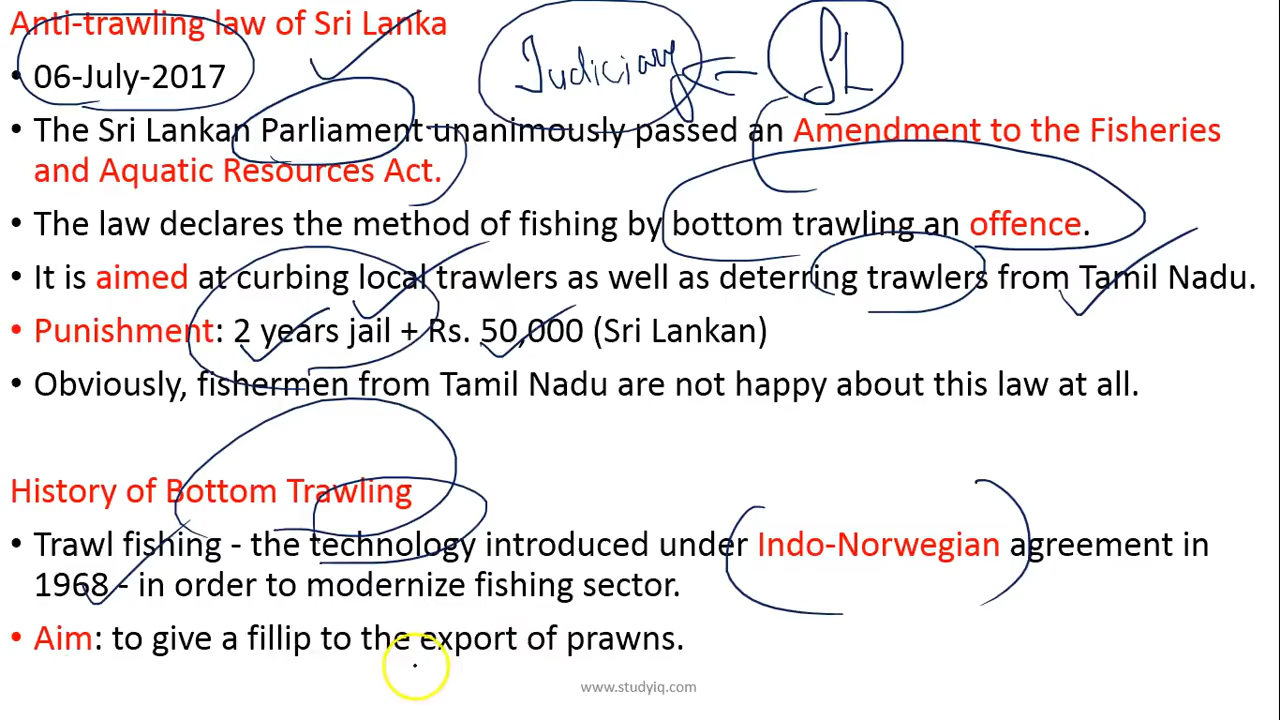 Anti-trawling law of Sri Lanka
Judiciary
SL
• 06-July-2017
• The Sri Lankan Parliament unanimously passed an Amendment to the Fisheries
and Aquatic Resources Act.
• The law declares the method of fishing by bottom trawling an offence.
• It is aimed at curbing local trawlers as well as deterring trawlers from Tamil Nadu.
• Punishment: 2 years jail + Rs. 50,000 (Sri Lankan)
• Obviously, fishermen from Tamil Nadu are not happy about this law at all.
History of Bottom Trawling
• Trawl fishing - the technology introduced under Indo-Norwegian agreement in
1968 - in order to modernize fishing sector.
• Aim: to give a fillip to the export of prawns.
www.studyiq.com